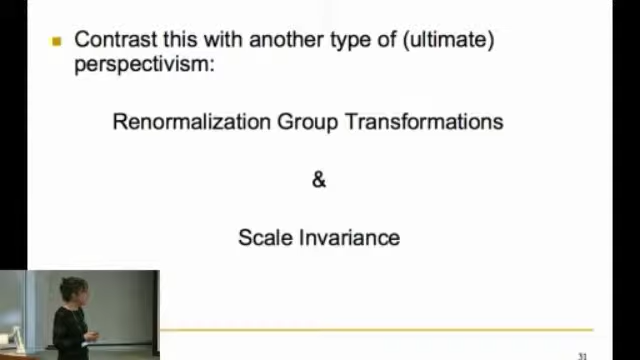 Contrast this with another type of (ultimate)
perspectivism:
Renormalization Group Transformations
&
Scale Invariance
31